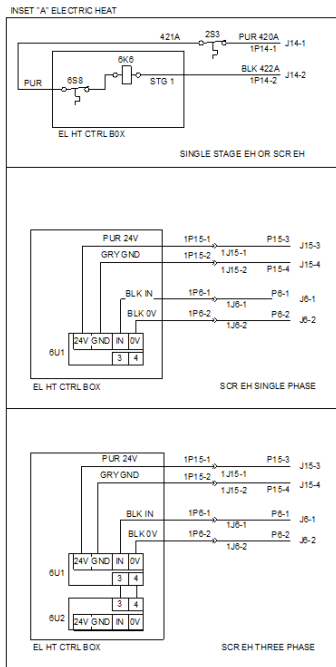 INSET "A" ELECTRIC HEAT
421A 2S3 PUR 420A
1P14-1 J14-1
6K6 BLK 422A
PUR 6S8 STG 1 1P14-2 J14-2
EL HT CTRL BOX
SINGLE STAGE EH OR SCR EH
PUR 24V 1P15-1 P15-3
1J15-1 J15-3
GRY GND 1P15-2
1J15-2 P15-4 J15-4
BLK IN 1P6-1 P6-1 J6-1
1J6-1
BLK 0V 1P6-2 P6-2
1J6-2 J6-2
24V GND IN 0V
6U1 3 4
EL HT CTRL BOX SCR EH SINGLE PHASE
PUR 24V 1P15-1 P15-3
1J15-1 J15-3
GRY GND 1P15-2
1J15-2 P15-4 J15-4
BLK IN 1P6-1 P6-1 J6-1
1J6-1
BLK 0V 1P6-2 P6-2
1J6-2 J6-2
24V GND IN 0V
6U1 3 4
6U2 3 4
24V GND IN 0V
EL HT CTRL BOX SCR EH THREE PHASE